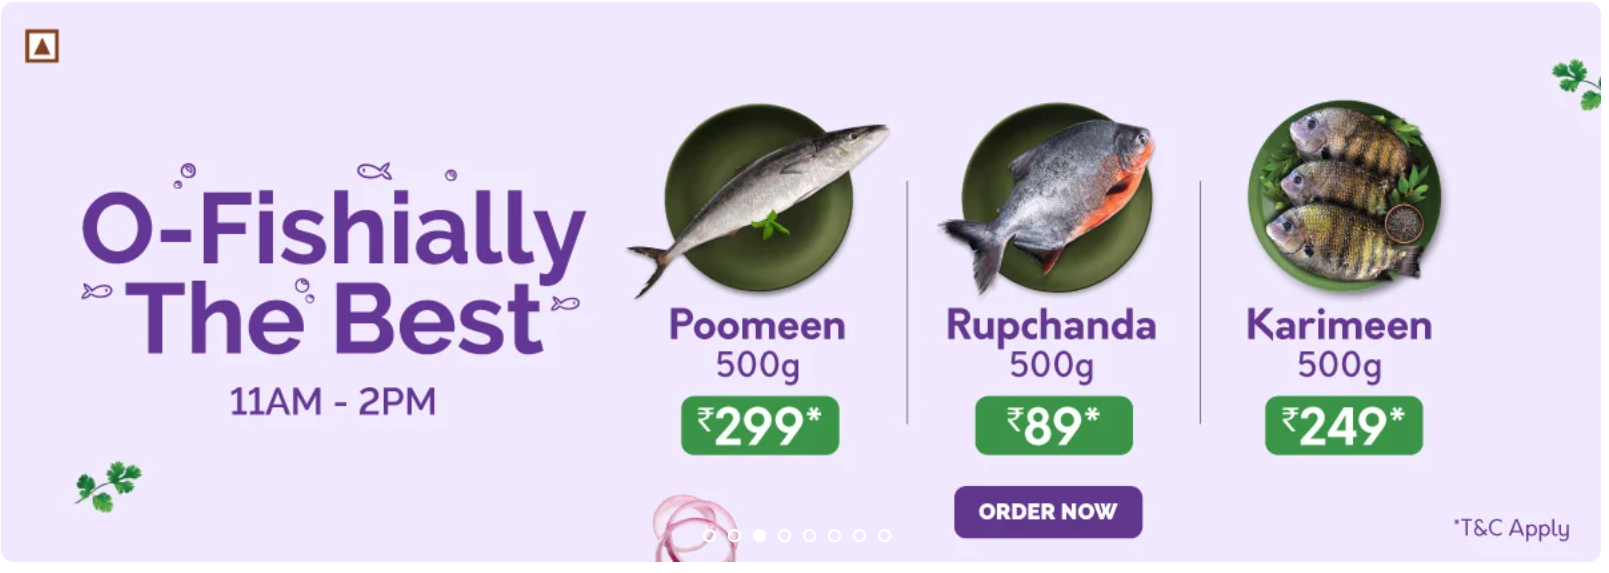 O-Fishially
The Best
11AM - 2PM
Poomeen
500g
₹299*
Rupchanda
500g
₹89*
Karimeen
500g
₹249*
ORDER NOW
*T&C Apply